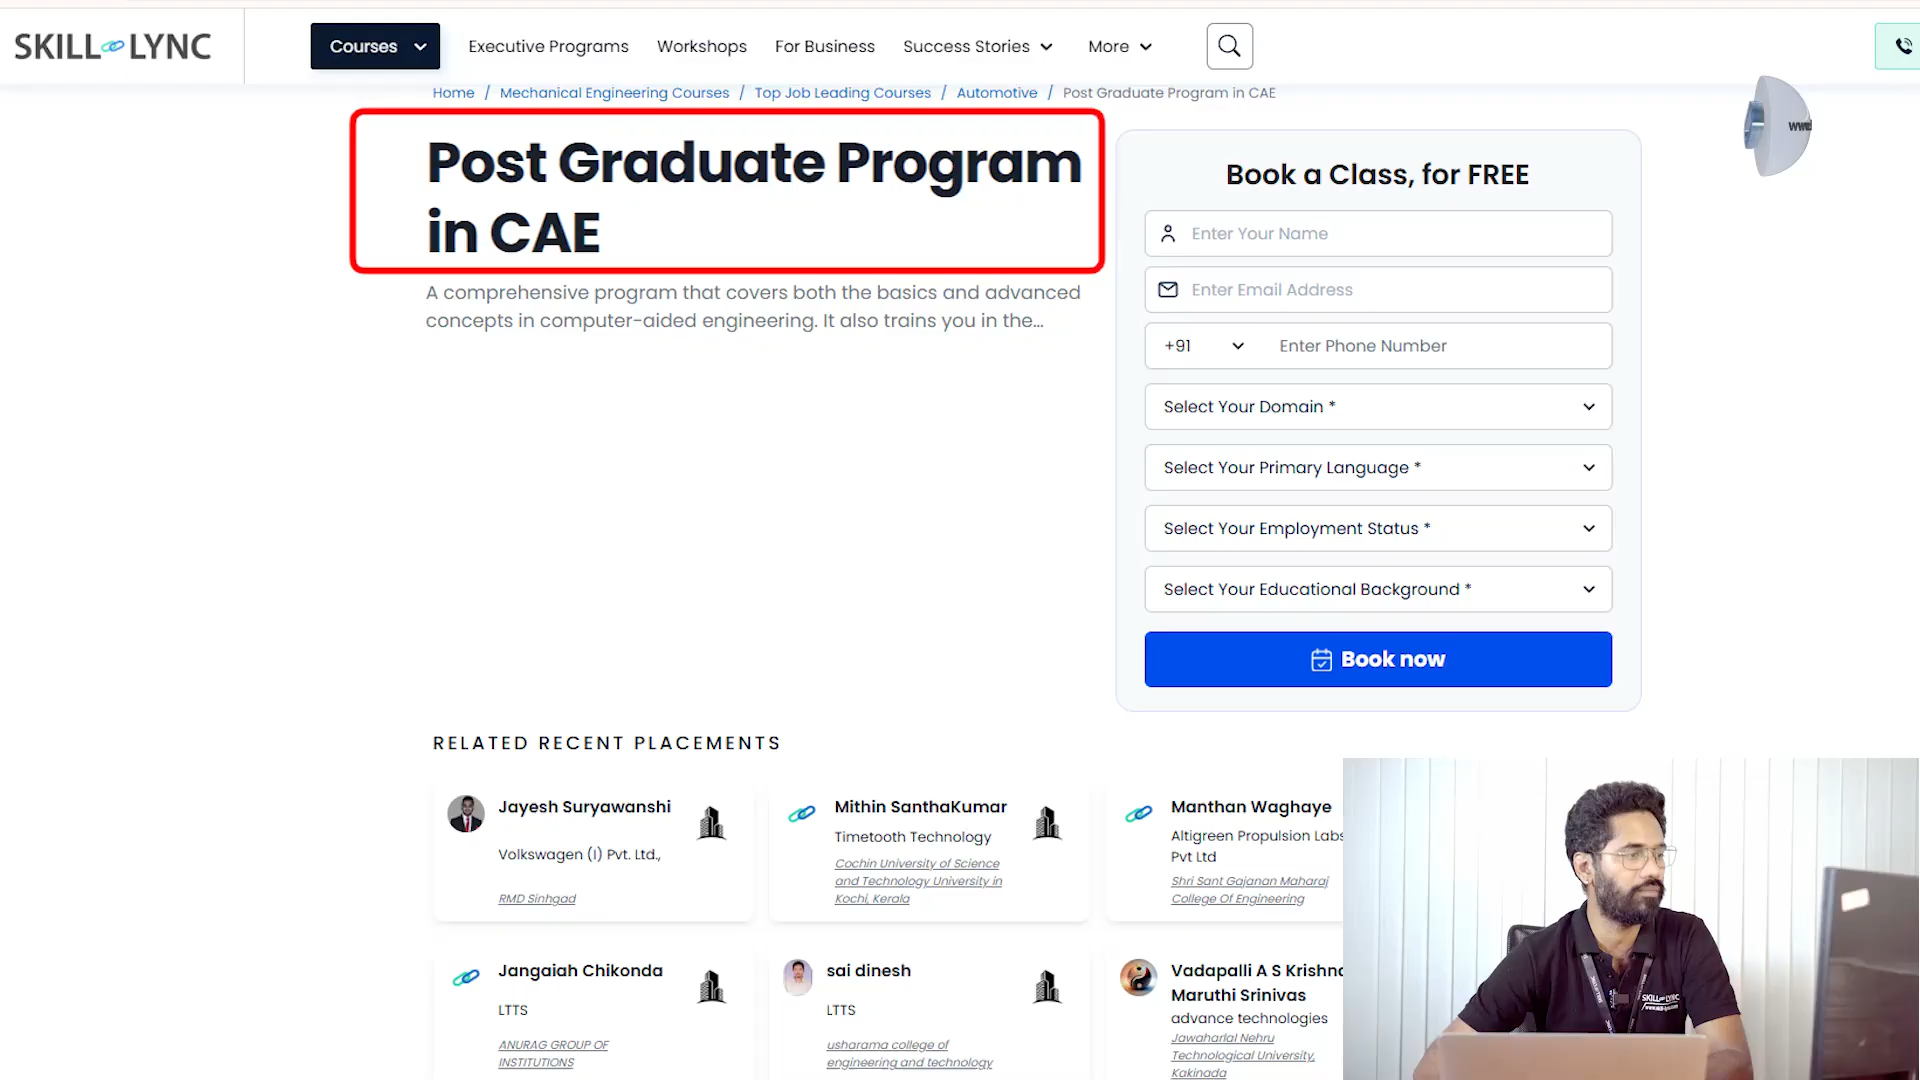 SKILL LYNC
Courses
Executive Programs
Workshops
For Business
Success Stories
More
Home / Mechanical Engineering Courses / Top Job Leading Courses / Automotive / Post Graduate Program in CAE
Post Graduate Program
in CAE
A comprehensive program that covers both the basics and advanced
concepts in computer-aided engineering. It also trains you in the...
Book a Class, for FREE
Enter Your Name
Enter Email Address
+91
Enter Phone Number
Select Your Domain *
Select Your Primary Language *
Select Your Employment Status *
Select Your Educational Background *
Book now
RELATED RECENT PLACEMENTS
Jayesh Suryawanshi
Volkswagen (I) Pvt. Ltd.,
RMD Sinhgad
Mithin SanthaKumar
Timetooth Technology
Cochin University of Science
and Technology University in
Kochi, Kerala
Manthan Waghaye
Altigreen Propulsion Labs
Pvt Ltd
Shri Sant Gajanan Maharaj
College Of Engineering
Jangaiah Chikonda
LTTS
ANURAG GROUP OF
INSTITUTIONS
sai dinesh
LTTS
usharama college of
engineering and technology
Vadapalli A S Krishna
Maruthi Srinivas
advance technologies
Jawaharlal Nehru
Technological University,
Kakinada
SKILL LYNC